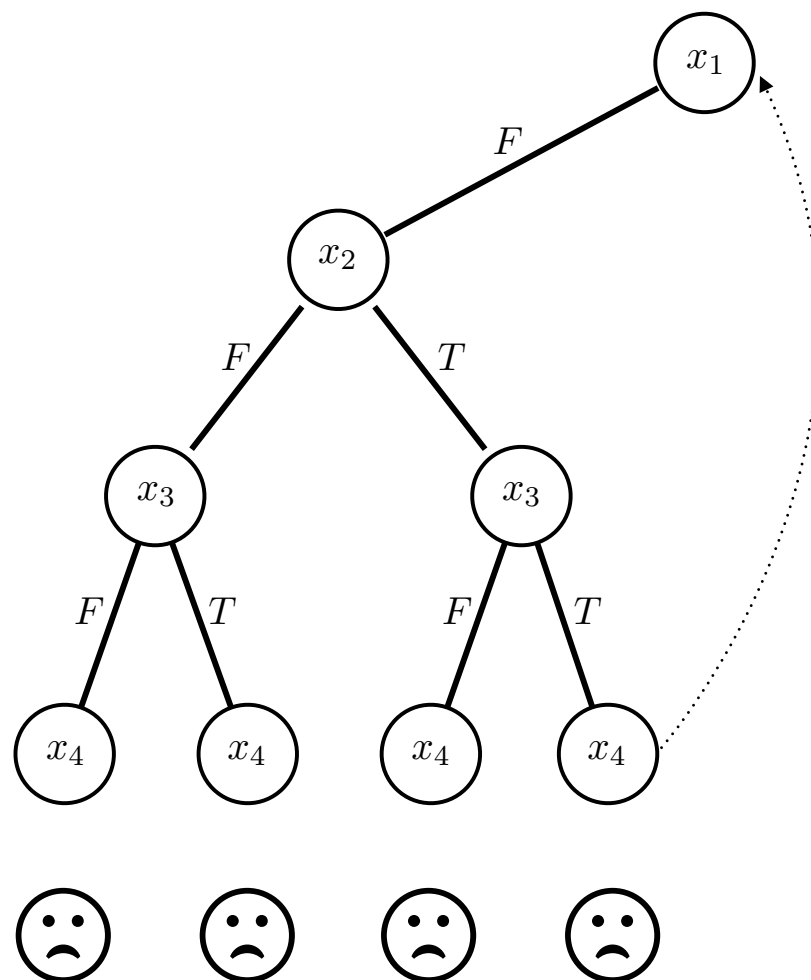 x₁
F
x₂
F T
x₃ x₃
F T F T
x₄ x₄ x₄ x₄